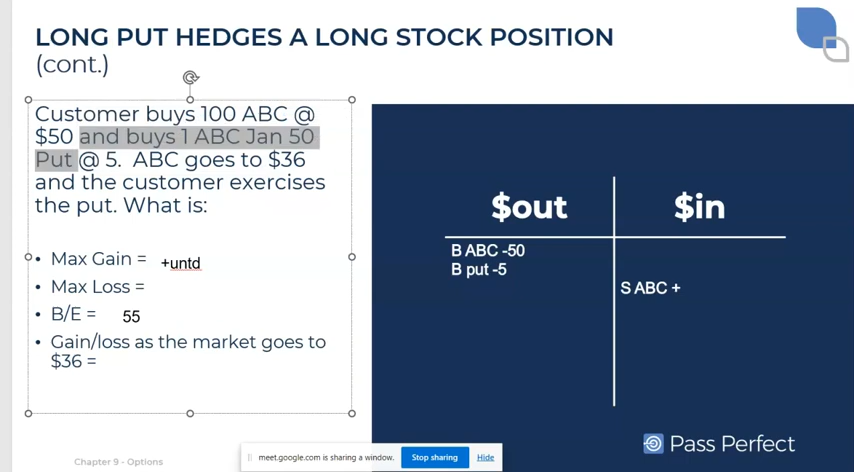 LONG PUT HEDGES A LONG STOCK POSITION
(cont.)
Customer buys 100 ABC @
$50 and buys 1 ABC Jan 50
Put @ 5. ABC goes to $36
and the customer exercises
the put. What is:
• Max Gain = +untd
• Max Loss =
• B/E = 55
• Gain/loss as the market goes to
$36 =
$out $in
B ABC -50
B put -5
S ABC +
Pass Perfect
Chapter 9 - Options
meet.google.com is sharing a window. Stop sharing Hide